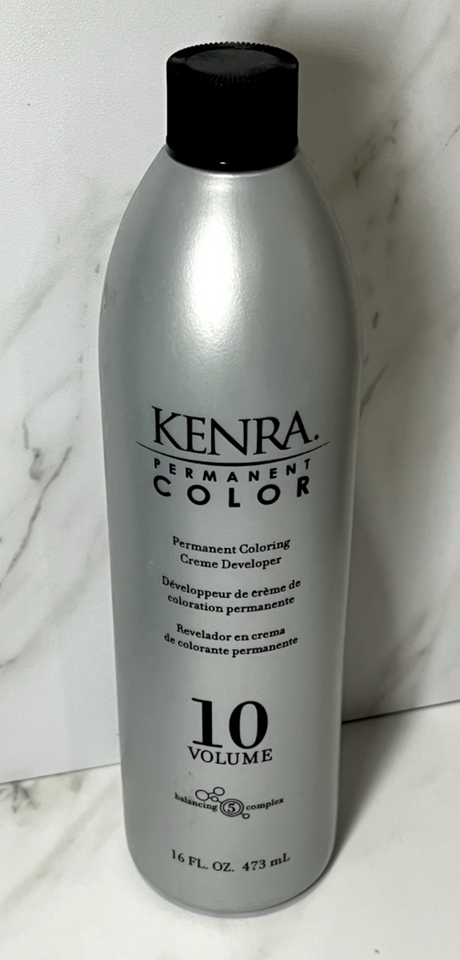 KENRA.
PERMANENT
COLOR
Permanent Coloring
Creme Developer
Développeur de crème de
coloration permanente
Revelador en crema
de colorante permanente
10
VOLUME
balancing 5 complex
16 FL. OZ. 473 mL